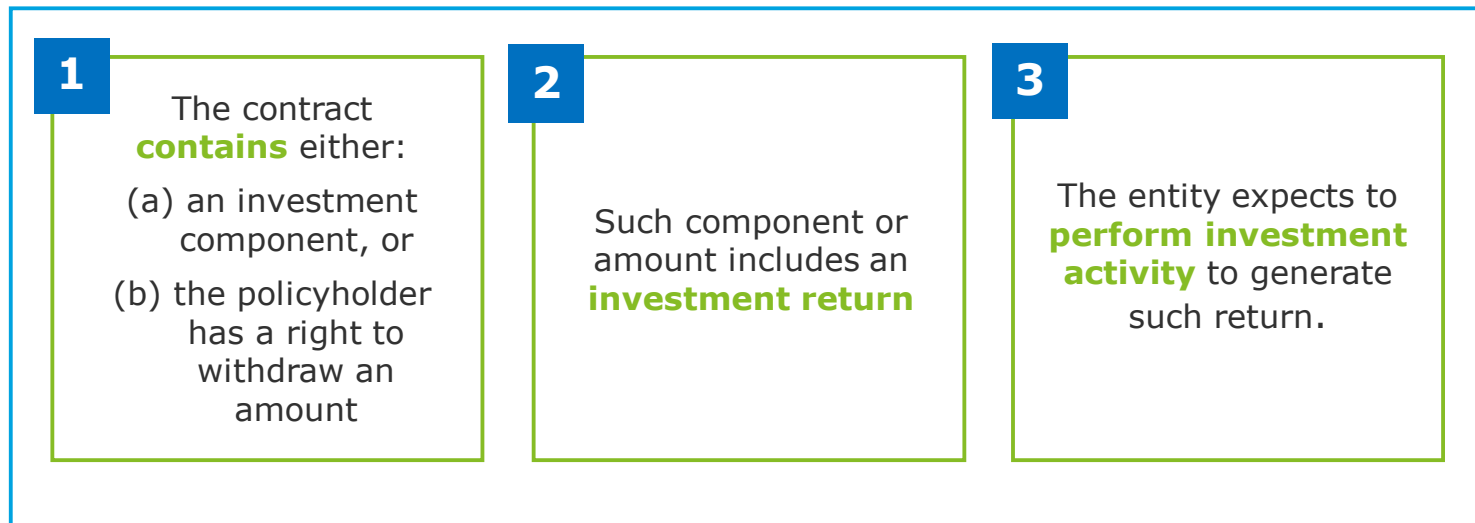 1
The contract
contains either:
(a) an investment
component, or
(b) the policyholder
has a right to
withdraw an
amount
2
Such component or
amount includes an
investment return
3
The entity expects to
perform investment
activity to generate
such return.